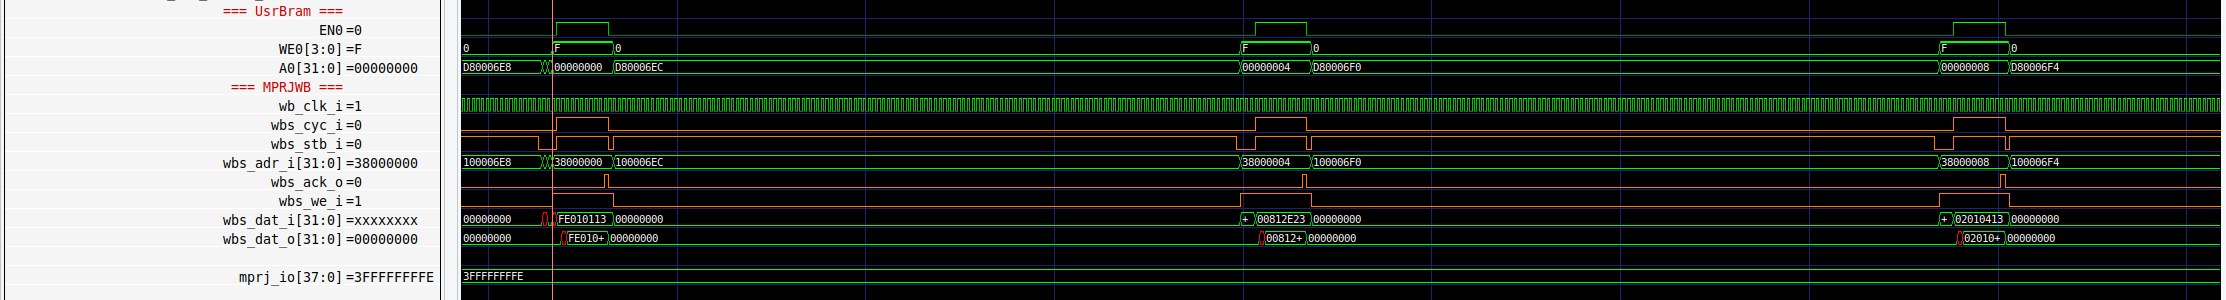 === UsrBram ===
EN0=0
WE0[3:0]=F 0 F 0 F 0 F 0
A0[31:0]=00000000 D80006E8 00000000 D80006EC 00000004 D80006F0 00000008 D80006F4
=== MPRJWB ===
wb_clk_i=1
wbs_cyc_i=0
wbs_stb_i=0
wbs_adr_i[31:0]=38000000 100006E8 38000000 100006EC 38000004 100006F0 38000008 100006F4
wbs_ack_o=0
wbs_we_i=1
wbs_dat_i[31:0]=xxxxxxxx 00000000 FE010113 00000000 + 00812E23 00000000 + 02010413 00000000
wbs_dat_o[31:0]=00000000 00000000 FE010+ 00000000 00812+ 00000000 02010+ 00000000
mprj_io[37:0]=3FFFFFFFFE 3FFFFFFFFE